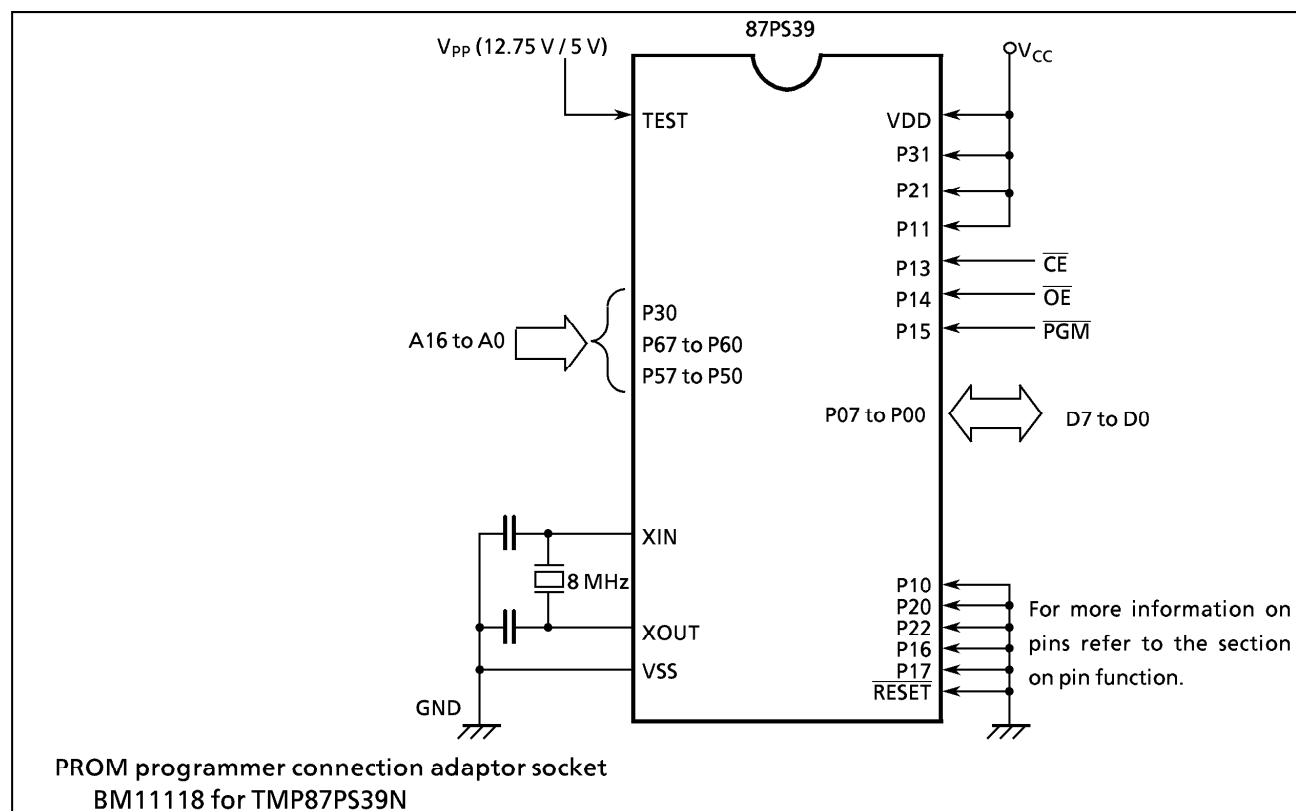 87PS39
VPP (12.75 V / 5 V)
VCC
TEST
VDD
P31
P21
P11
P13
CE
P14
OE
P15
PGM
A16 to A0
P30
P67 to P60
P57 to P50
P07 to P00
D7 to D0
XIN
8 MHz
XOUT
VSS
GND
P10
P20
P22
P16
P17
RESET
For more information on
pins refer to the section
on pin function.
PROM programmer connection adaptor socket
BM11118 for TMP87PS39N